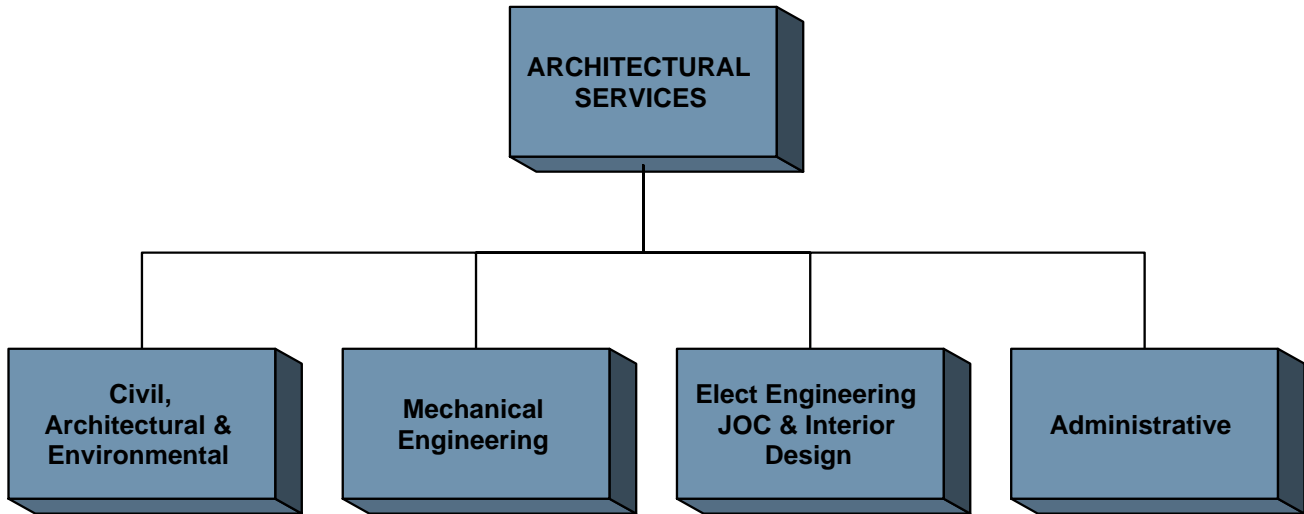 ARCHITECTURAL
SERVICES
Civil,
Architectural &
Environmental
Mechanical
Engineering
Elect Engineering
JOC & Interior
Design
Administrative